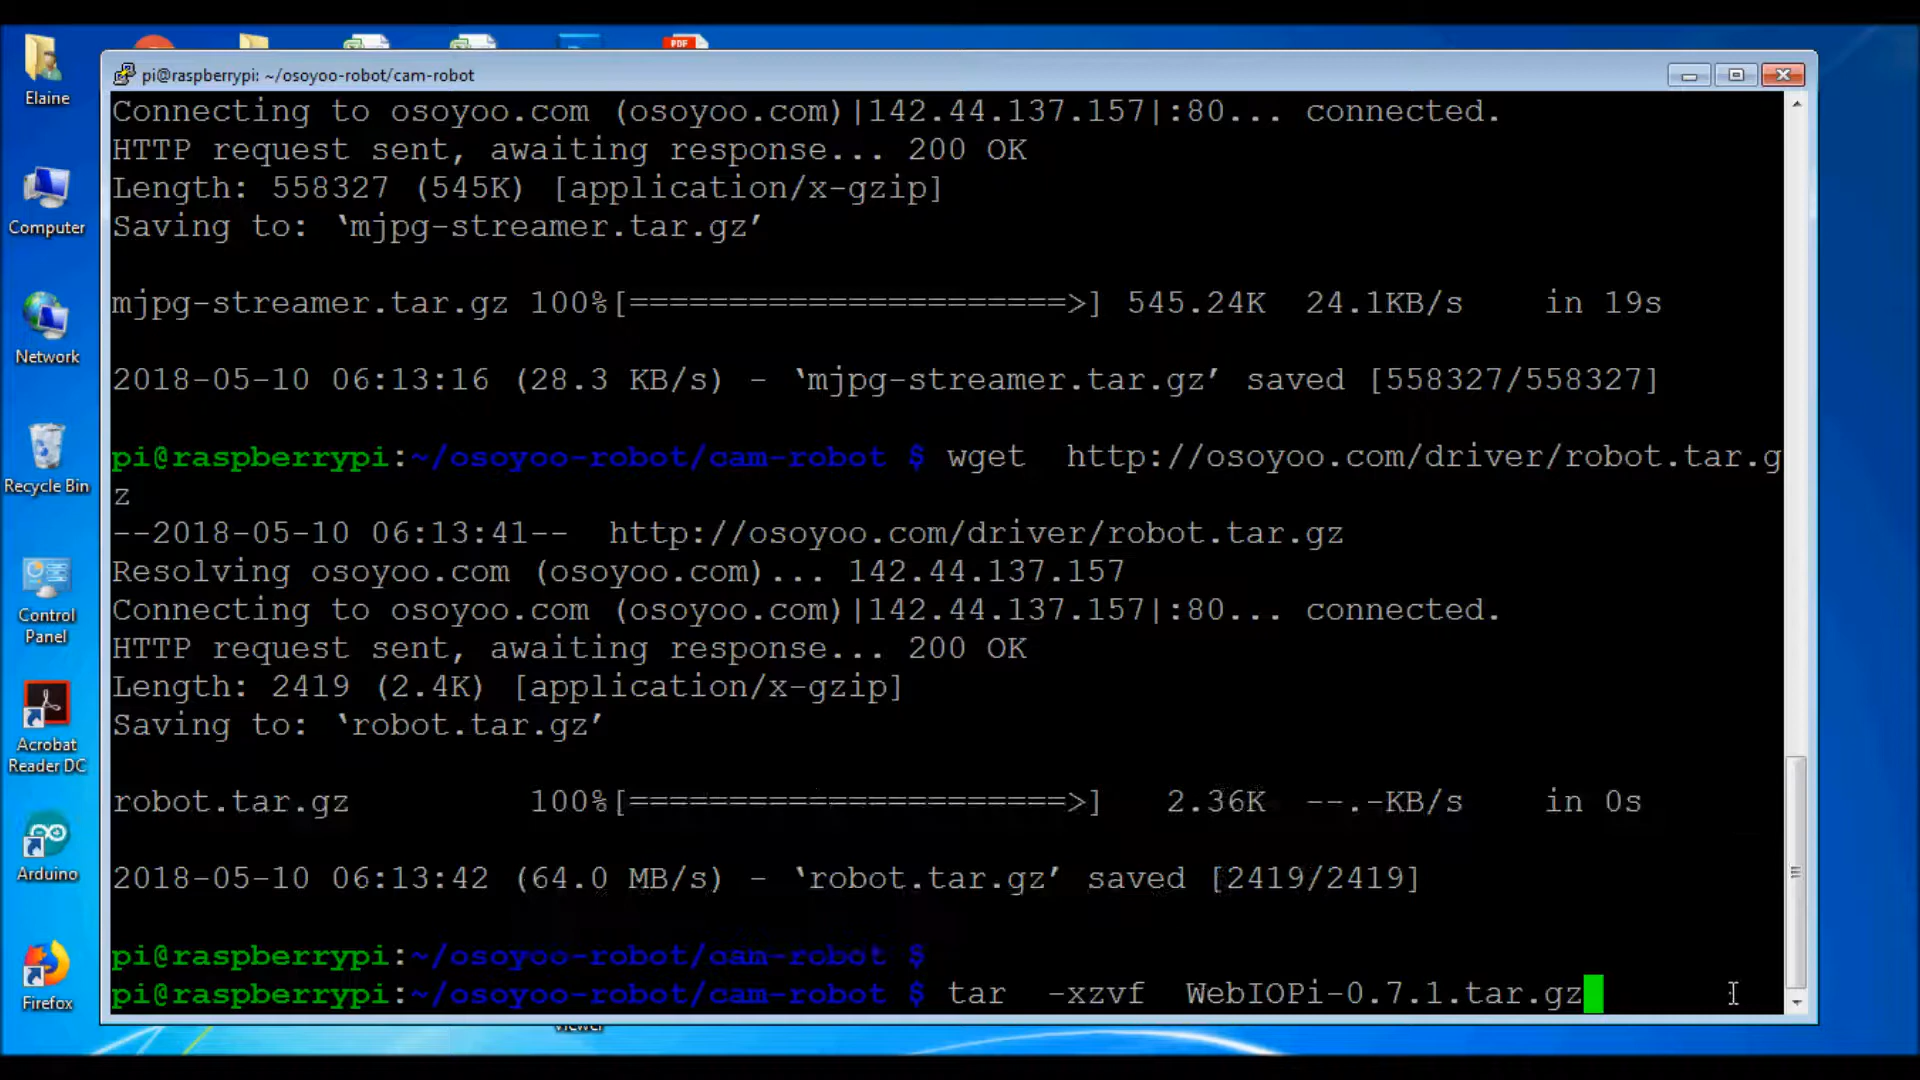 PDF
Elaine
Computer
Network
Recycle Bin
Control
Panel
Acrobat
Reader DC
Arduino
Firefox
pi@raspberrypi: ~/osoyoo-robot/cam-robot
Connecting to osoyoo.com (osoyoo.com)|142.44.137.157|:80... connected.
HTTP request sent, awaiting response... 200 OK
Length: 558327 (545K) [application/x-gzip]
Saving to: ‘mjpg-streamer.tar.gz’
mjpg-streamer.tar.gz 100%[======================>] 545.24K  24.1KB/s    in 19s
2018-05-10 06:13:16 (28.3 KB/s) - ‘mjpg-streamer.tar.gz’ saved [558327/558327]
pi@raspberrypi:~/osoyoo-robot/cam-robot $ wget  http://osoyoo.com/driver/robot.tar.g
z
--2018-05-10 06:13:41--  http://osoyoo.com/driver/robot.tar.gz
Resolving osoyoo.com (osoyoo.com)... 142.44.137.157
Connecting to osoyoo.com (osoyoo.com)|142.44.137.157|:80... connected.
HTTP request sent, awaiting response... 200 OK
Length: 2419 (2.4K) [application/x-gzip]
Saving to: ‘robot.tar.gz’
robot.tar.gz         100%[======================>]   2.36K  --.-KB/s    in 0s
2018-05-10 06:13:42 (64.0 MB/s) - ‘robot.tar.gz’ saved [2419/2419]
pi@raspberrypi:~/osoyoo-robot/cam-robot $
pi@raspberrypi:~/osoyoo-robot/cam-robot $ tar  -xzvf  WebIOPi-0.7.1.tar.gz